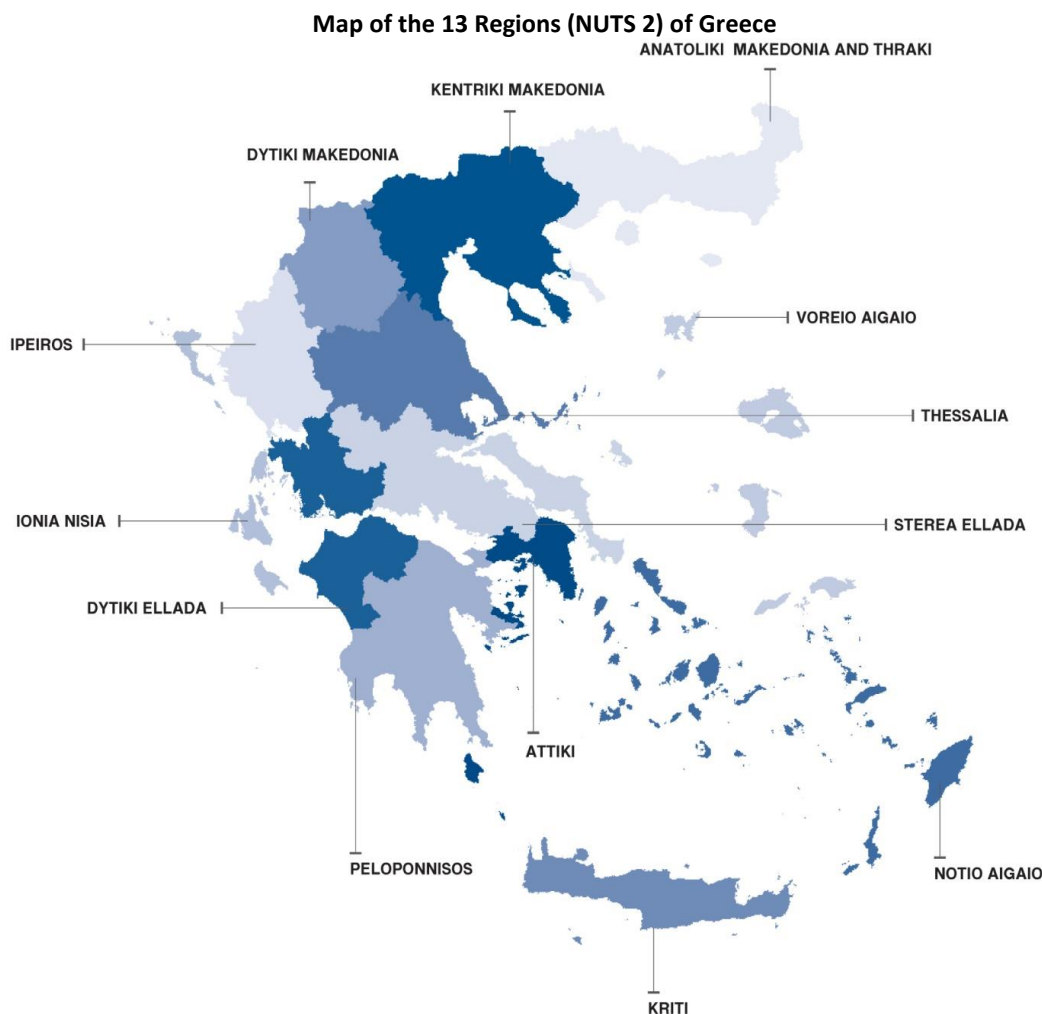 Map of the 13 Regions (NUTS 2) of Greece
ANATOLIKI MAKEDONIA AND THRAKI
KENTRIKI MAKEDONIA
DYTIKI MAKEDONIA
VOREIO AIGAIO
IPEIROS
THESSALIA
IONIA NISIA
STEREA ELLADA
DYTIKI ELLADA
ATTIKI
PELOPONNISOS
NOTIO AIGAIO
KRITI